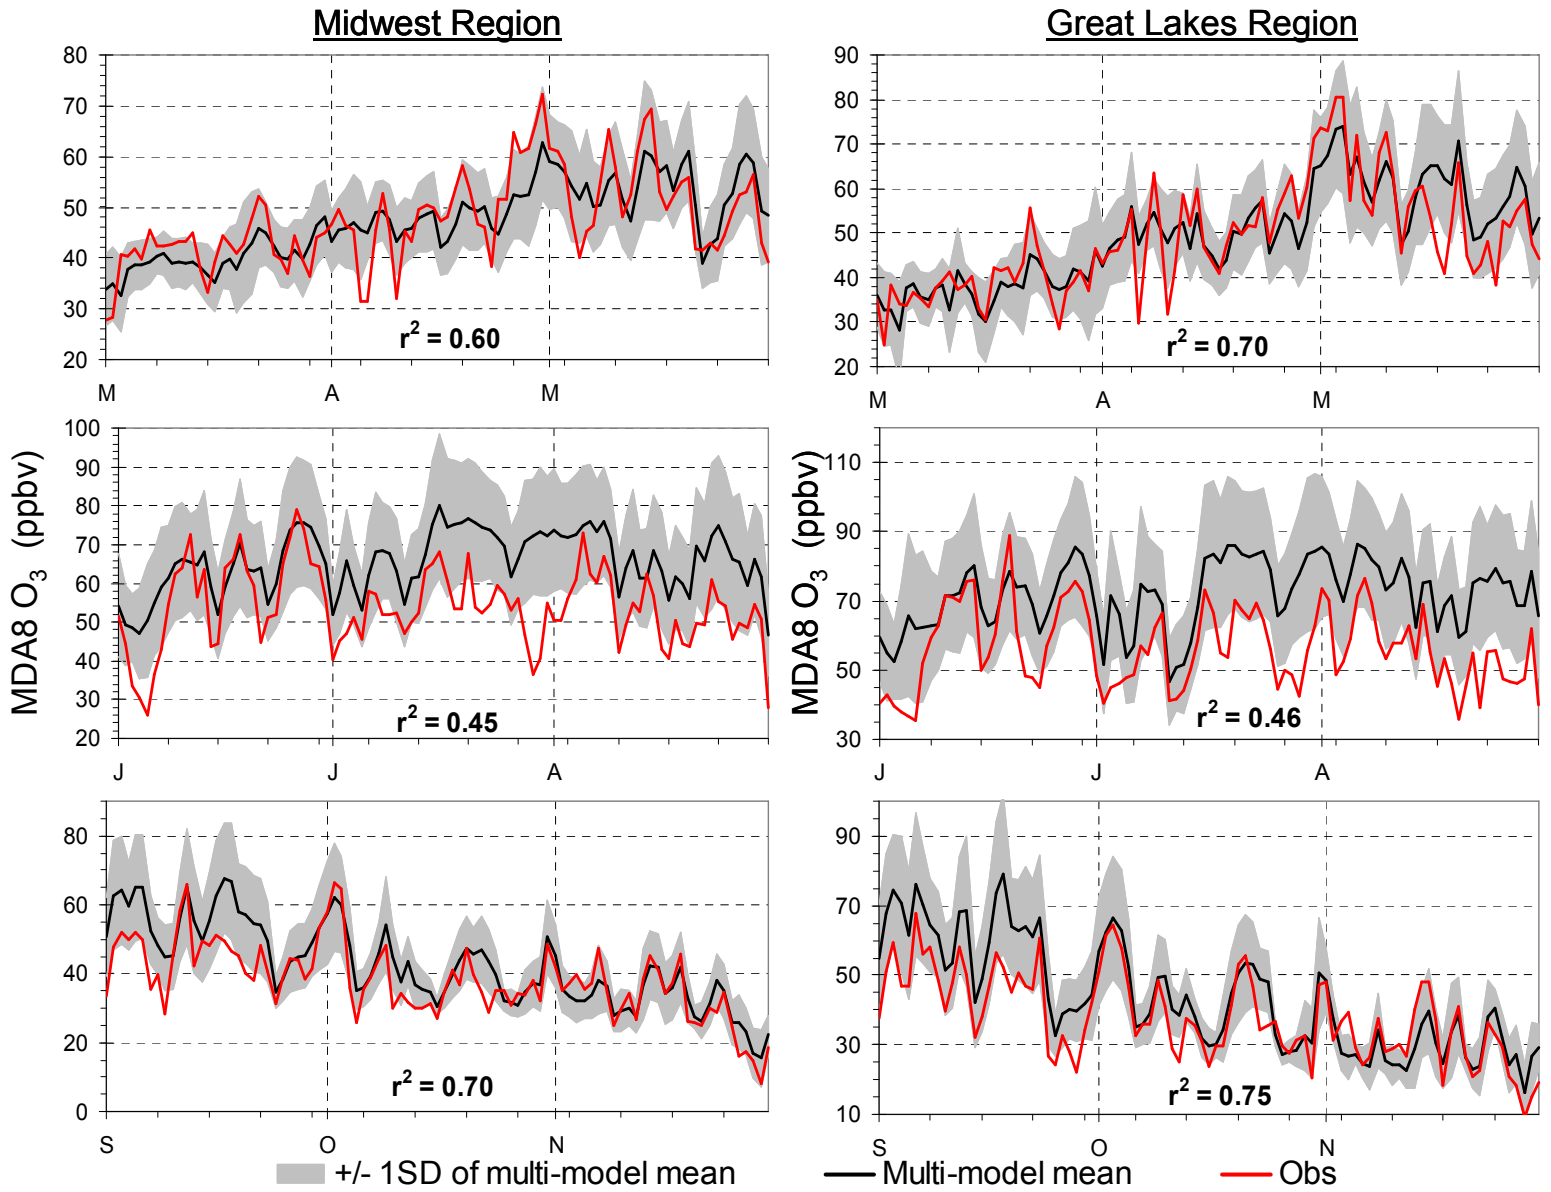 Midwest Region
Great Lakes Region
80
70
60
50
40
30
20
r² = 0.60
M A M
90
80
70
60
50
40
30
20
r² = 0.70
M A M
MDA8 O₃ (ppbv)
100
90
80
70
60
50
40
30
20
r² = 0.45
J J A
MDA8 O₃ (ppbv)
110
90
70
50
30
r² = 0.46
J J A
80
60
40
20
0
r² = 0.70
S O N
90
70
50
30
10
r² = 0.75
S O N
+/- 1SD of multi-model mean
Multi-model mean
Obs